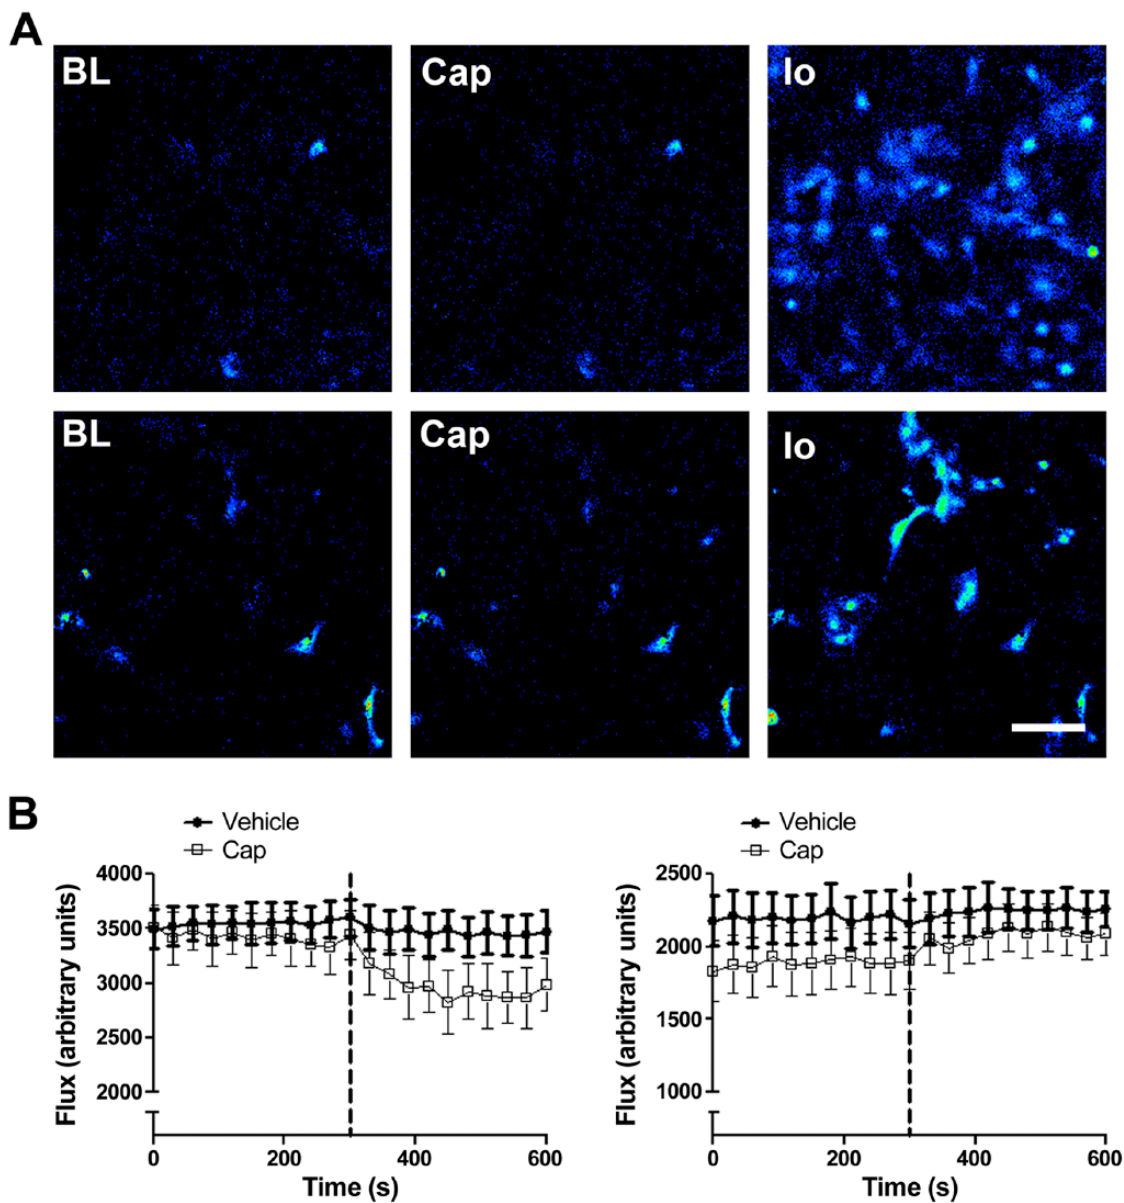 A
BL
Cap
Io
BL
Cap
Io
B
Vehicle
Cap
4000
3500
3000
2500
2000
Flux (arbitrary units)
0
200
400
600
Time (s)
Vehicle
Cap
2500
2000
1500
1000
Flux (arbitrary units)
0
200
400
600
Time (s)